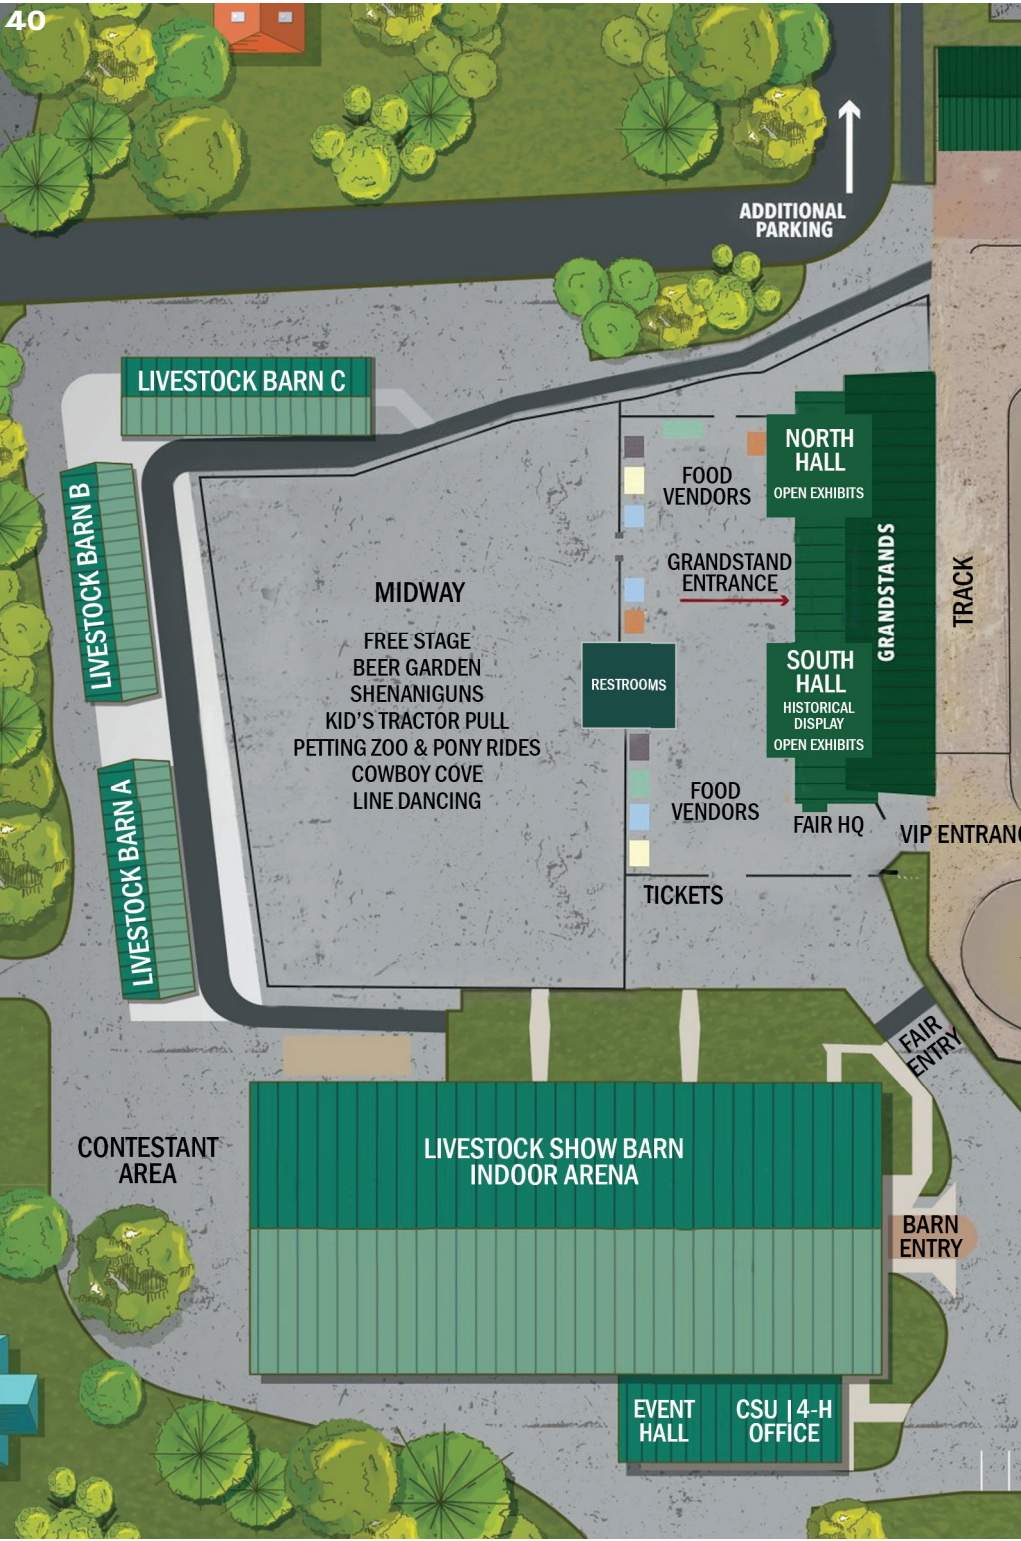 40
ADDITIONAL
PARKING
LIVESTOCK BARN C
LIVESTOCK BARN B
LIVESTOCK BARN A
NORTH
HALL
OPEN EXHIBITS
FOOD
VENDORS
GRANDSTAND
ENTRANCE
GRANDSTANDS
TRACK
MIDWAY
FREE STAGE
BEER GARDEN
SHENANIGUNS
KID'S TRACTOR PULL
PETTING ZOO & PONY RIDES
COWBOY COVE
LINE DANCING
RESTROOMS
SOUTH
HALL
HISTORICAL
DISPLAY
OPEN EXHIBITS
FOOD
VENDORS
FAIR HQ
VIP ENTRANC
TICKETS
FAIR
ENTRY
CONTESTANT
AREA
LIVESTOCK SHOW BARN
INDOOR ARENA
BARN
ENTRY
EVENT
HALL
CSU | 4-H
OFFICE